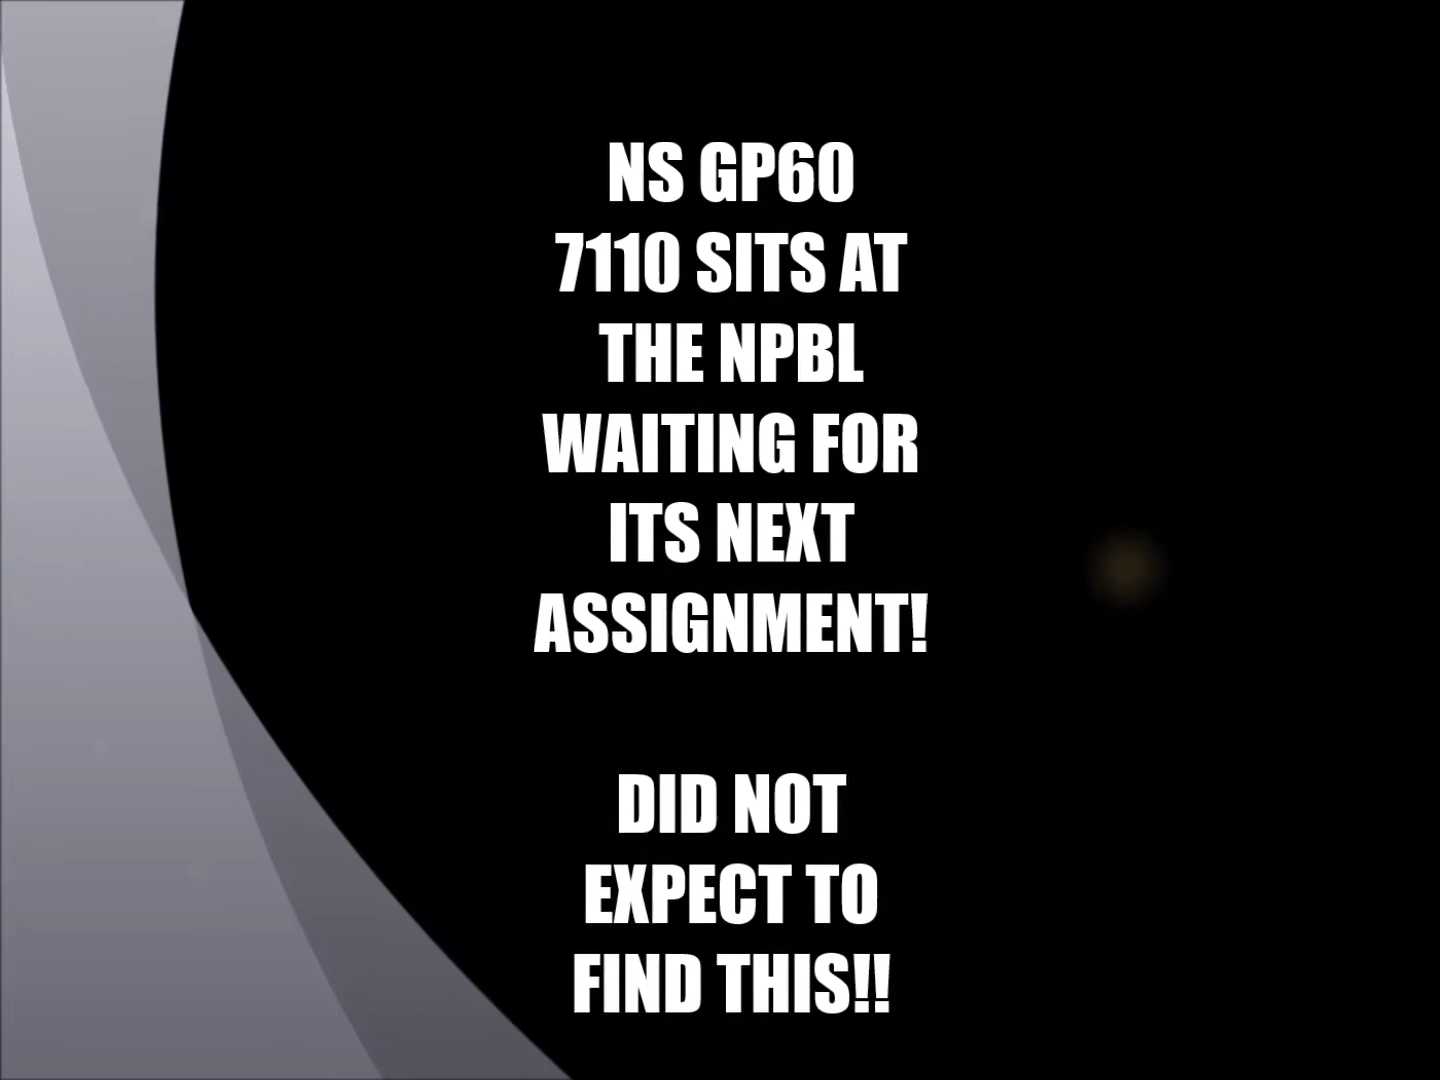 NS GP60
7110 SITS AT
THE NPBL
WAITING FOR
ITS NEXT
ASSIGNMENT!
DID NOT
EXPECT TO
FIND THIS!!